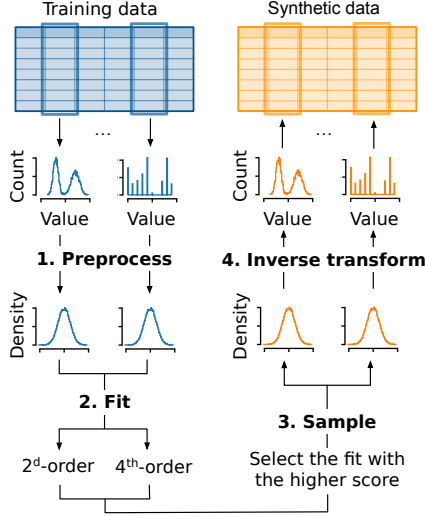 Training data
Synthetic data
...
...
Count
Value
Value
Count
Value
Value
1. Preprocess
4. Inverse transform
Density
Density
2. Fit
3. Sample
2ᵈ-order
4ᵗʰ-order
Select the fit with
the higher score